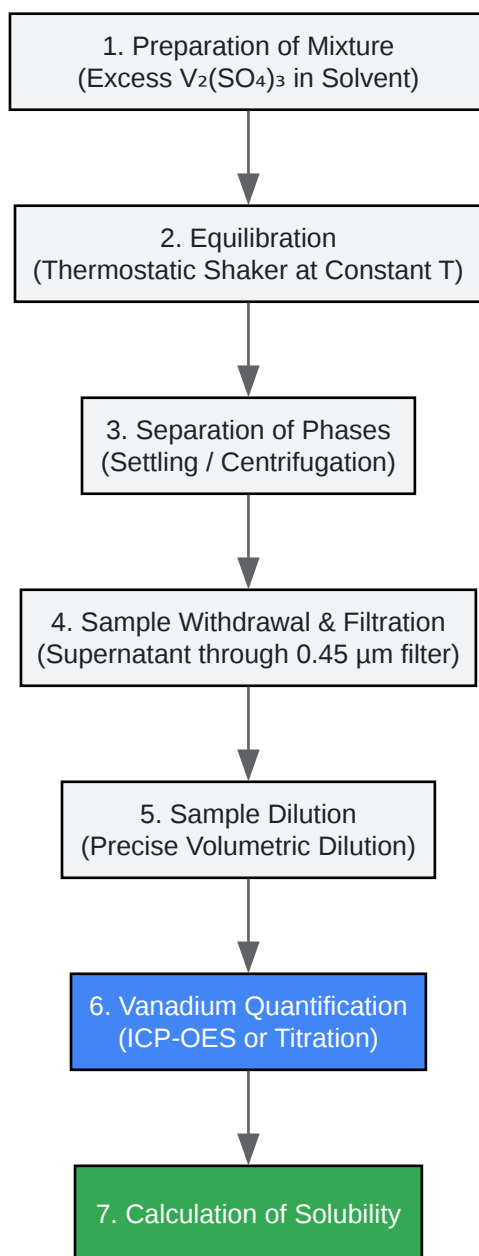 1. Preparation of Mixture
(Excess V₂(SO₄)₃ in Solvent)
2. Equilibration
(Thermostatic Shaker at Constant T)
3. Separation of Phases
(Settling / Centrifugation)
4. Sample Withdrawal & Filtration
(Supernatant through 0.45 µm filter)
5. Sample Dilution
(Precise Volumetric Dilution)
6. Vanadium Quantification
(ICP-OES or Titration)
7. Calculation of Solubility